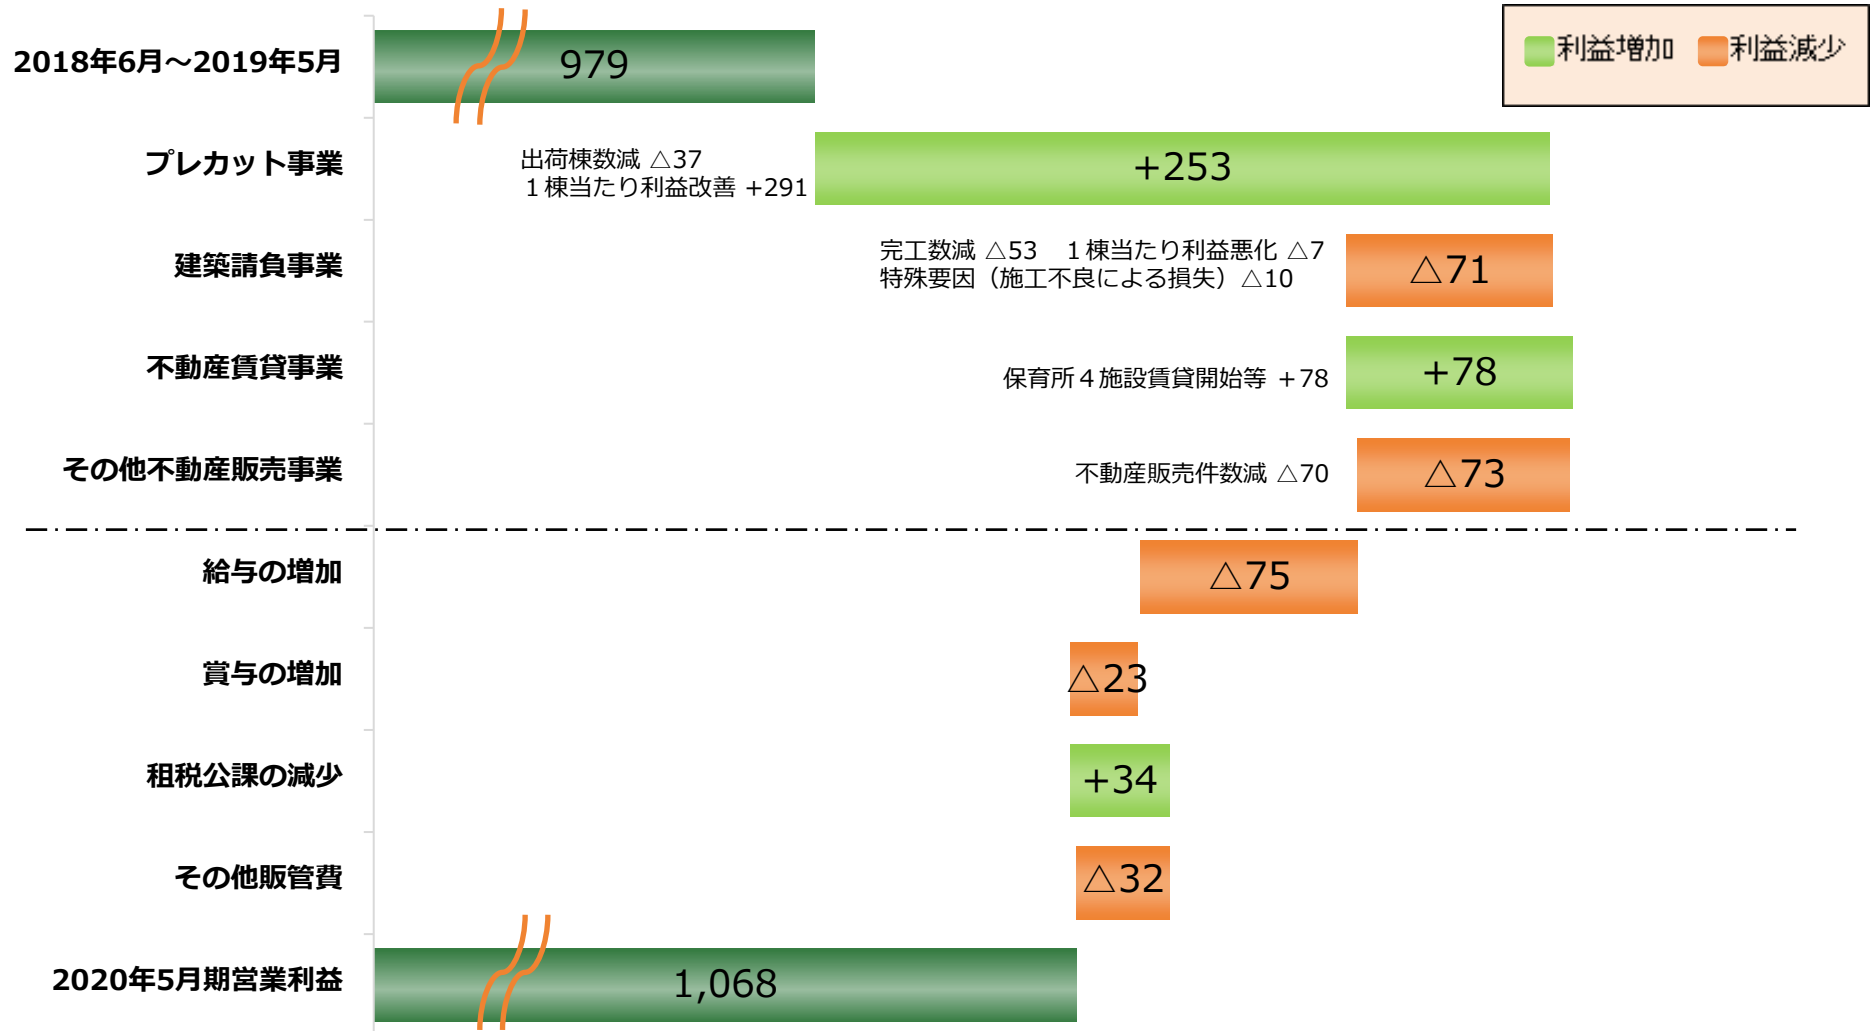 利益増加 利益減少
2018年6月～2019年5月
979
プレカット事業
出荷棟数減 △37
１棟当たり利益改善 +291
+253
建築請負事業
完工数減 △53　１棟当たり利益悪化 △7
特殊要因（施工不良による損失）△10
△71
不動産賃貸事業
保育所４施設賃貸開始等 ＋78
+78
その他不動産販売事業
不動産販売件数減 △70
△73
給与の増加
△75
賞与の増加
△23
租税公課の減少
+34
その他販管費
△32
2020年5月期営業利益
1,068